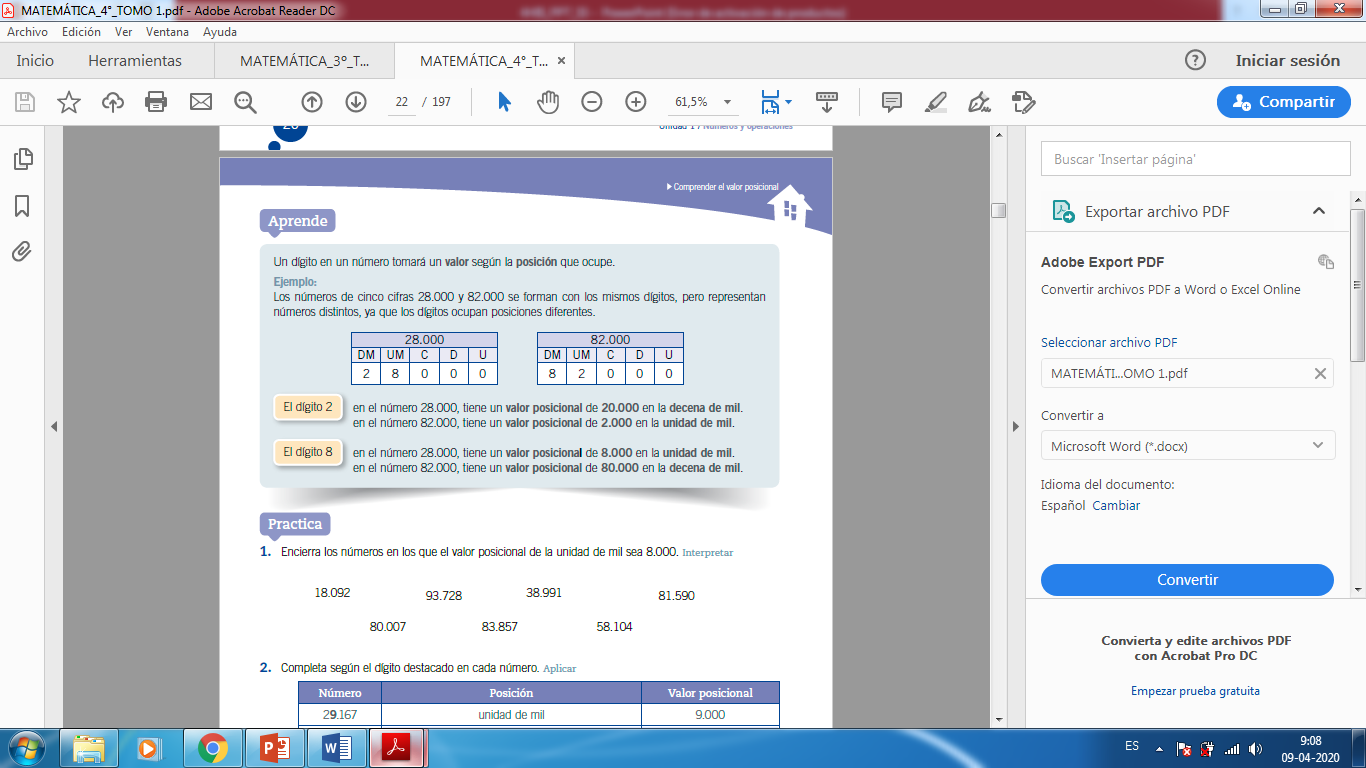 MATEMÁTICA_4°_TOMO 1.pdf - Adobe Acrobat Reader DC
Archivo Edición Ver Ventana Ayuda
Inicio Herramientas MATEMÁTICA_3º_T... MATEMÁTICA_4°_T... × Iniciar sesión
22 / 197 61,5% Compartir
Unidad 1 / Números y operaciones
Comprender el valor posicional
Aprende
Un dígito en un número tomará un valor según la posición que ocupe.
Ejemplo:
Los números de cinco cifras 28.000 y 82.000 se forman con los mismos dígitos, pero representan
números distintos, ya que los dígitos ocupan posiciones diferentes.
28.000 82.000
DM UM C D U DM UM C D U
2 8 0 0 0 8 2 0 0 0
El dígito 2 en el número 28.000, tiene un valor posicional de 20.000 en la decena de mil.
en el número 82.000, tiene un valor posicional de 2.000 en la unidad de mil.
El dígito 8 en el número 28.000, tiene un valor posicional de 8.000 en la unidad de mil.
en el número 82.000, tiene un valor posicional de 80.000 en la decena de mil.
Practica
1. Encierra los números en los que el valor posicional de la unidad de mil sea 8.000. Interpretar
18.092 93.728 38.991 81.590
80.007 83.857 58.104
2. Completa según el dígito destacado en cada número. Aplicar
Número Posición Valor posicional
29.167 unidad de mil 9.000
Buscar 'Insertar página'
Exportar archivo PDF
Adobe Export PDF
Convertir archivos PDF a Word o Excel Online
Seleccionar archivo PDF
MATEMÁTI...OMO 1.pdf
Convertir a
Microsoft Word (*.docx)
Idioma del documento:
Español Cambiar
Convertir
Convierta y edite archivos PDF
con Acrobat Pro DC
Empezar prueba gratuita
ES 9:08
09-04-2020